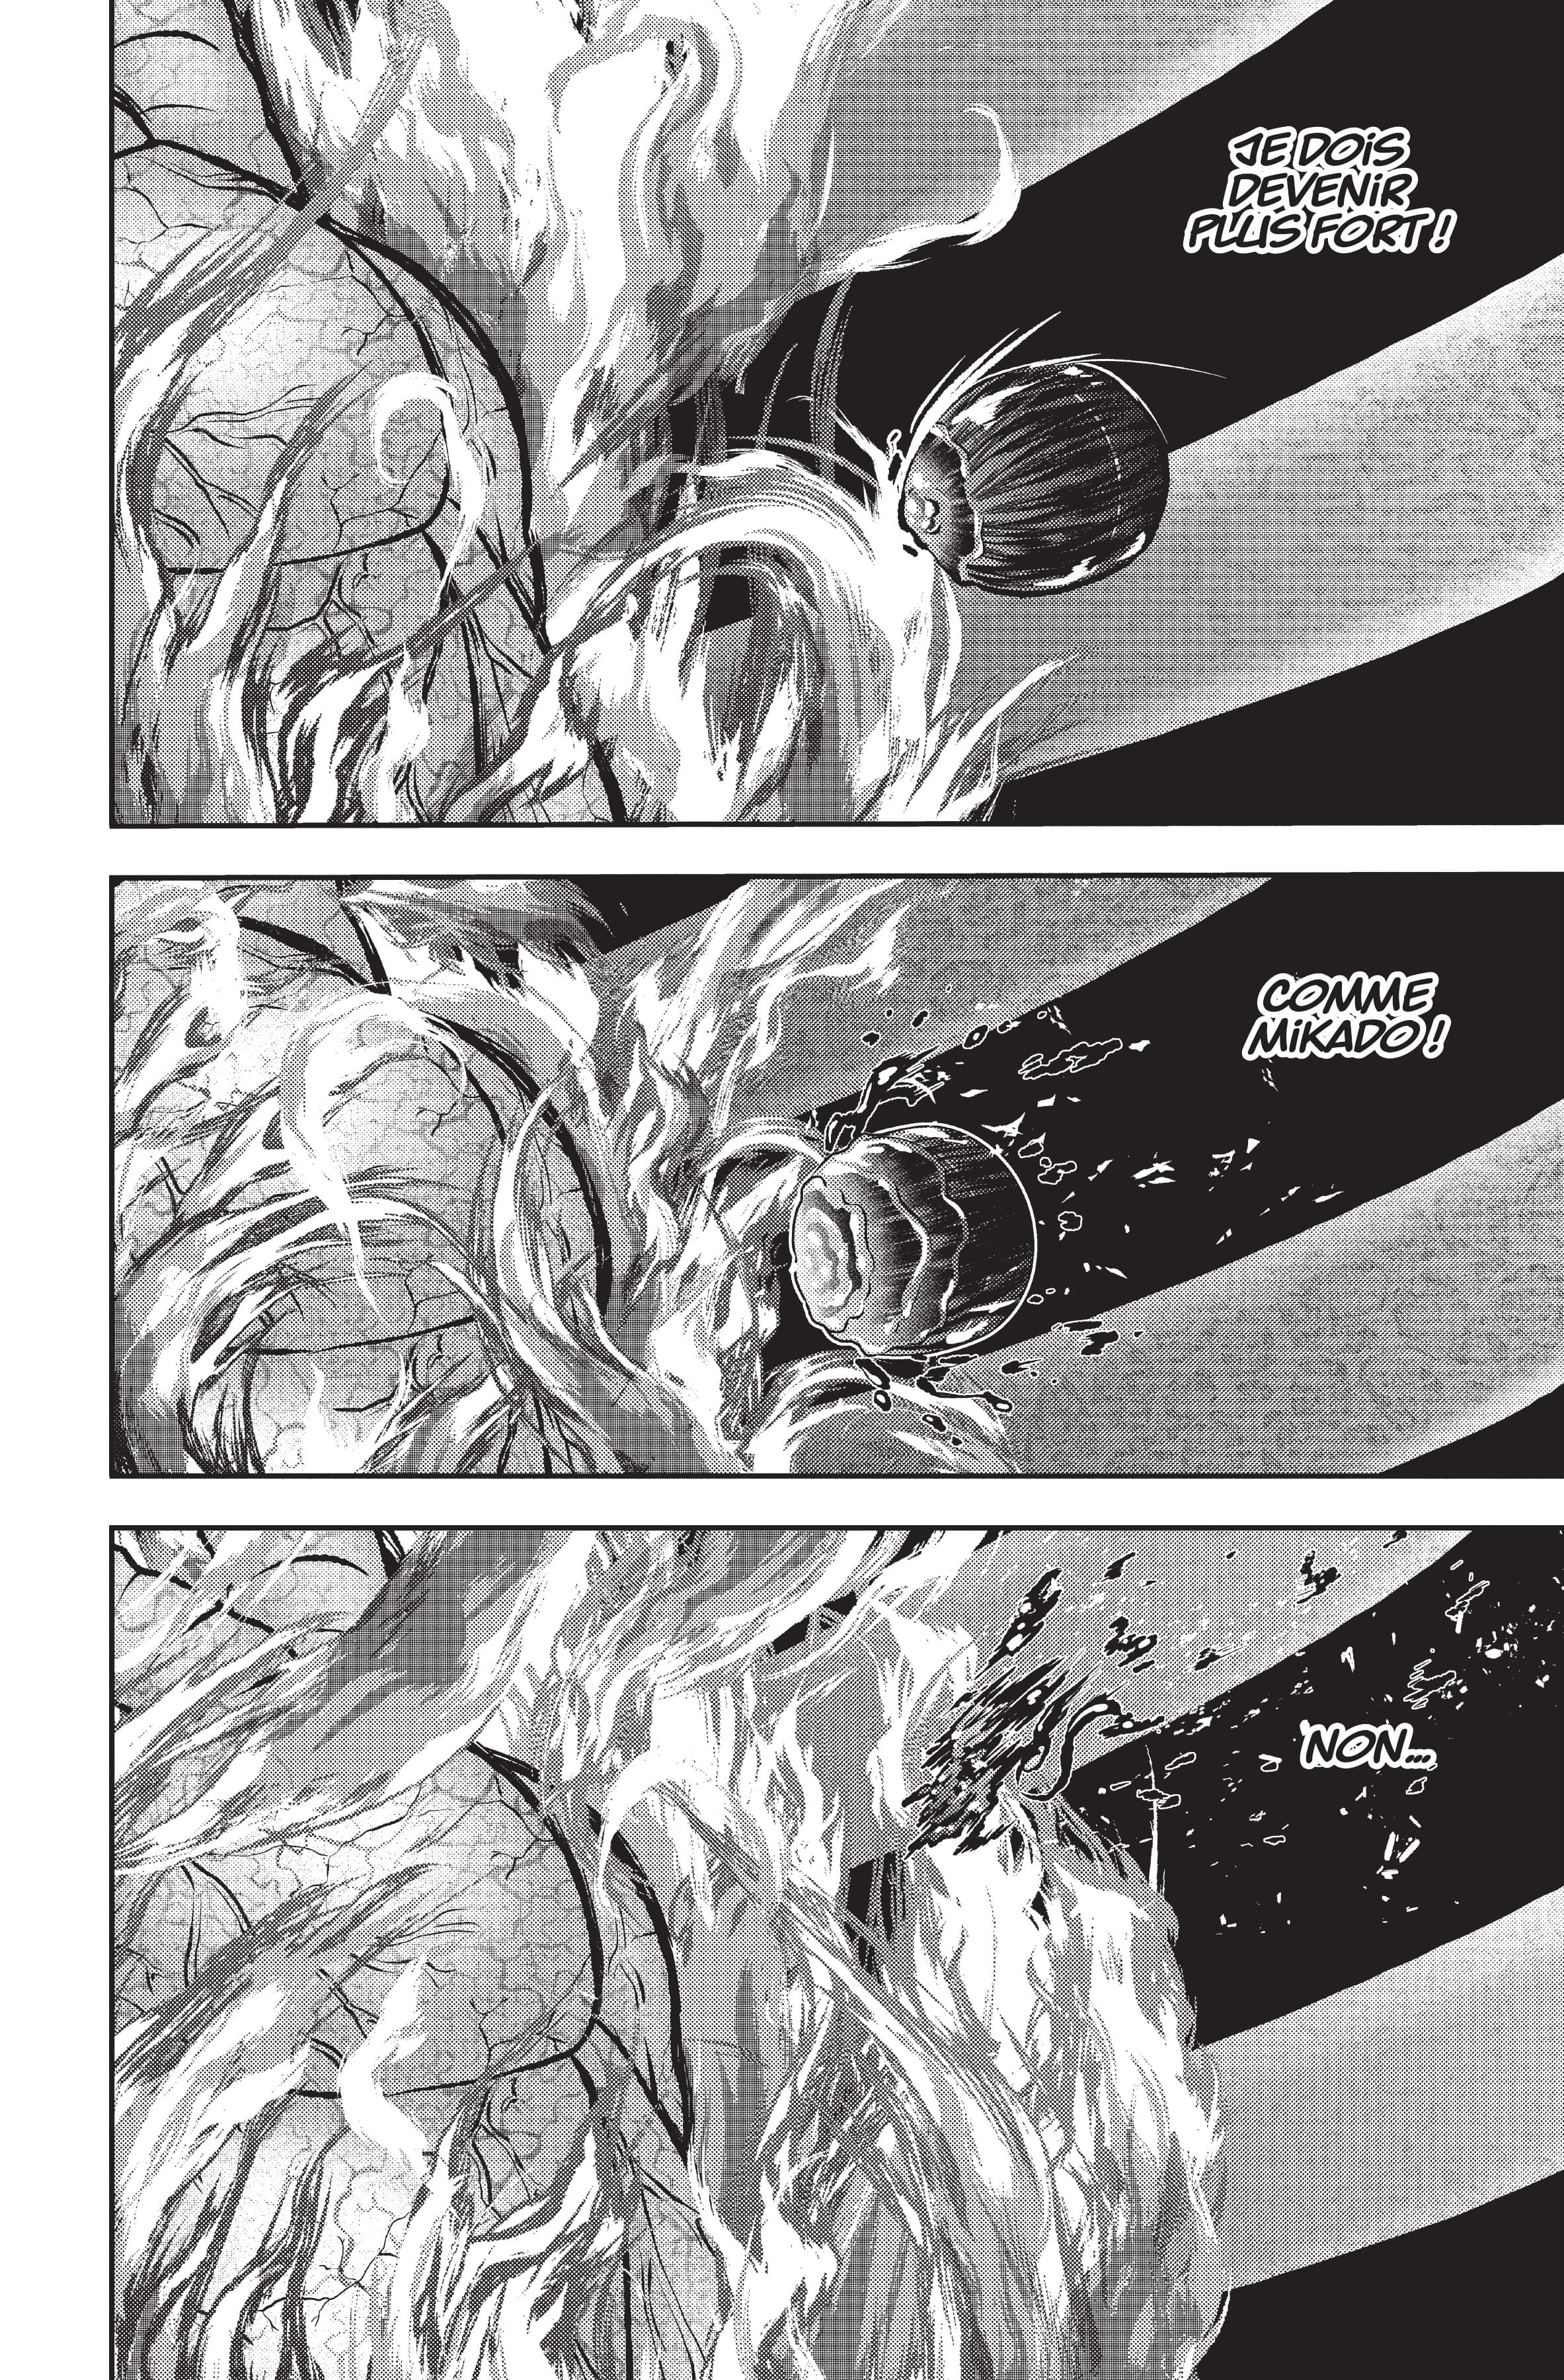 JE DOIS
DEVENIR
PLUS FORT !
COMME
MIKADO !
NON...